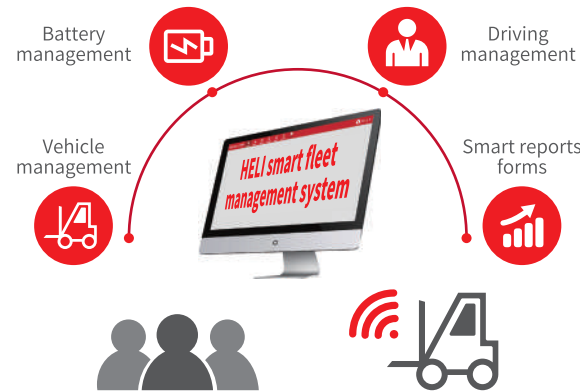 Battery
management
Driving
management
Vehicle
management
HELI smart fleet
management system
Smart reports
forms